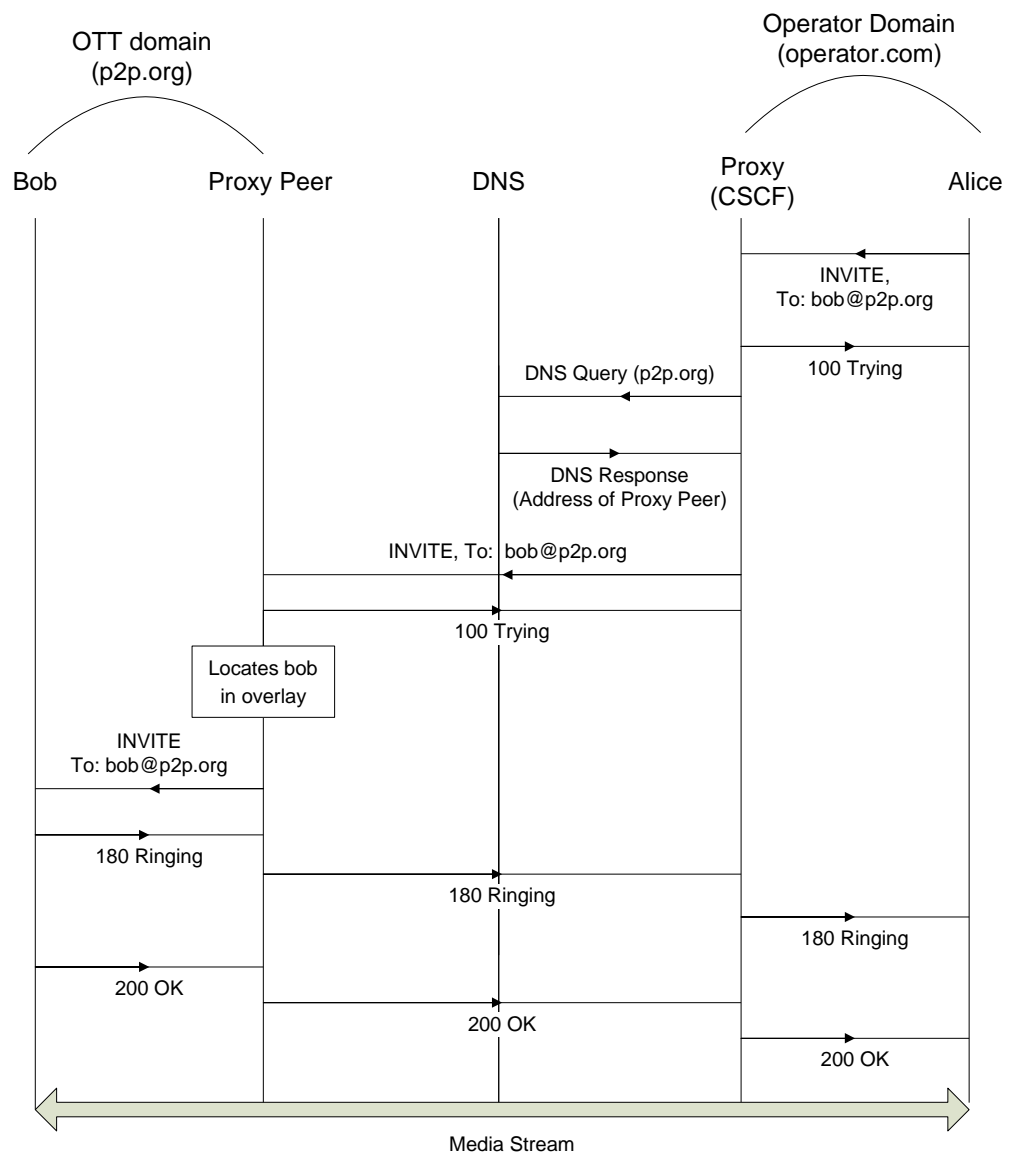 OTT domain
(p2p.org)
Operator Domain
(operator.com)
Bob
Proxy Peer
DNS
Proxy
(CSCF)
Alice
INVITE,
To: bob@p2p.org
100 Trying
DNS Query (p2p.org)
DNS Response
(Address of Proxy Peer)
INVITE, To: bob@p2p.org
100 Trying
Locates bob
in overlay
INVITE
To: bob@p2p.org
180 Ringing
180 Ringing
180 Ringing
200 OK
200 OK
200 OK
Media Stream